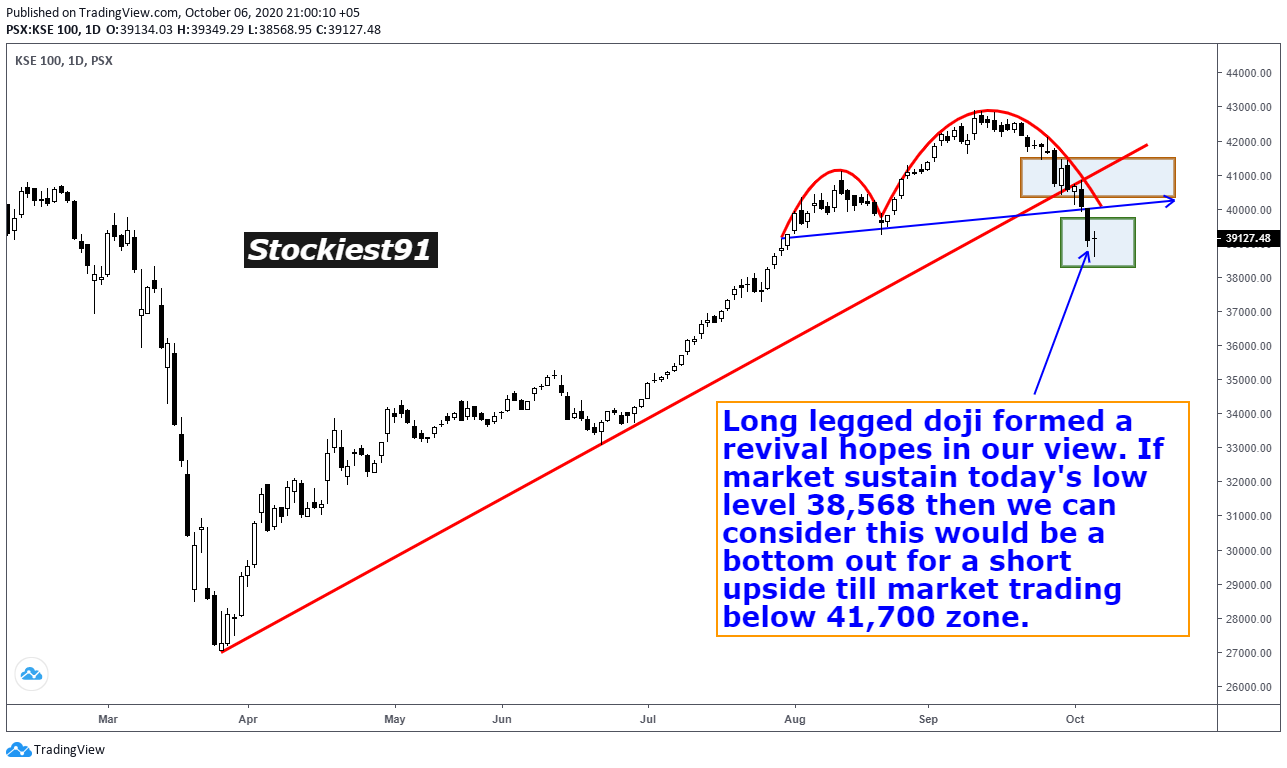 Published on TradingView.com, October 06, 2020 21:00:10 +05
PSX:KSE 100, 1D O:39134.03 H:39349.29 L:38568.95 C:39127.48
KSE 100, 1D, PSX
44000.00
43000.00
42000.00
41000.00
40000.00
39127.48
38000.00
37000.00
36000.00
35000.00
34000.00
33000.00
32000.00
31000.00
30000.00
29000.00
28000.00
27000.00
26000.00
Stockiest91
Long legged doji formed a
revival hopes in our view. If
market sustain today's low
level 38,568 then we can
consider this would be a
bottom out for a short
upside till market trading
below 41,700 zone.
Mar Apr May Jun Jul Aug Sep Oct
TradingView